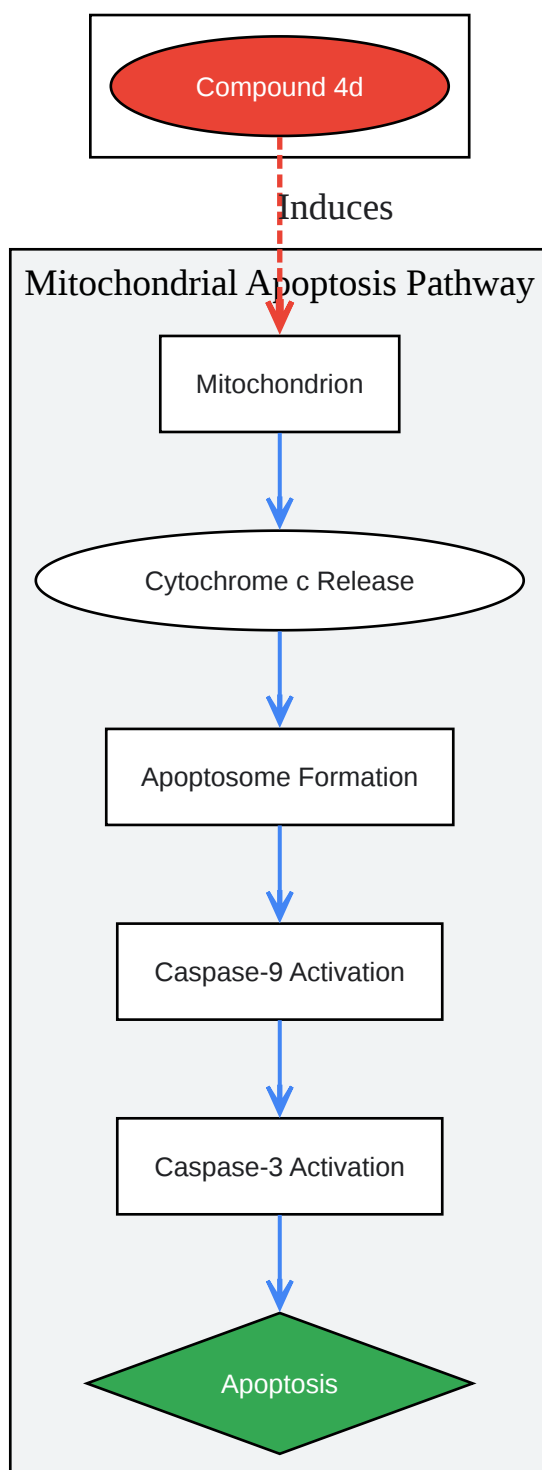 Compound 4d
Induces
Mitochondrial Apoptosis Pathway
Mitochondrion
Cytochrome c Release
Apoptosome Formation
Caspase-9 Activation
Caspase-3 Activation
Apoptosis